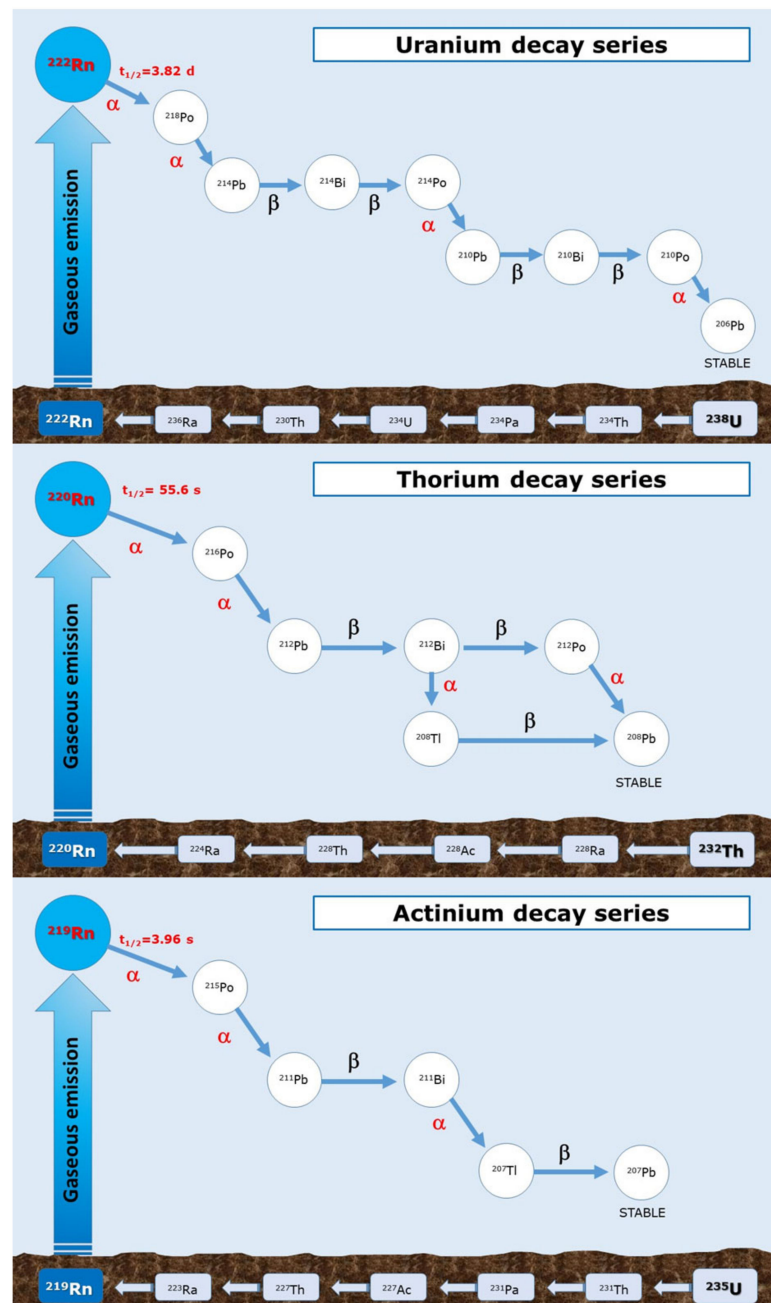 Uranium decay series
²²²Rn
t₁/₂=3.82 d
α
²¹⁸Po
α
²¹⁴Pb
β
²¹⁴Bi
β
²¹⁴Po
α
²¹⁰Pb
β
²¹⁰Bi
β
²¹⁰Po
α
²⁰⁶Pb
STABLE
Gaseous emission
²²²Rn
²³⁶Ra
²³⁰Th
²³⁴U
²³⁴Pa
²³⁴Th
²³⁸U
Thorium decay series
²²⁰Rn
t₁/₂= 55.6 s
α
²¹⁶Po
α
²¹²Pb
β
²¹²Bi
β
²¹²Po
α
α
²⁰⁸Tl
β
²⁰⁸Pb
STABLE
Gaseous emission
²²⁰Rn
²²⁴Ra
²²⁸Th
²²⁸Ac
²²⁸Ra
²³²Th
Actinium decay series
²¹⁹Rn
t₁/₂=3.96 s
α
²¹⁵Po
α
²¹¹Pb
β
²¹¹Bi
α
²⁰⁷Tl
β
²⁰⁷Pb
STABLE
Gaseous emission
²¹⁹Rn
²²³Ra
²²⁷Th
²²⁷Ac
²³¹Pa
²³¹Th
²³⁵U